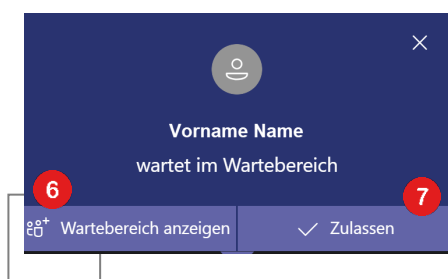 Vorname Name
wartet im Wartebereich
6
7
Wartebereich anzeigen
Zulassen